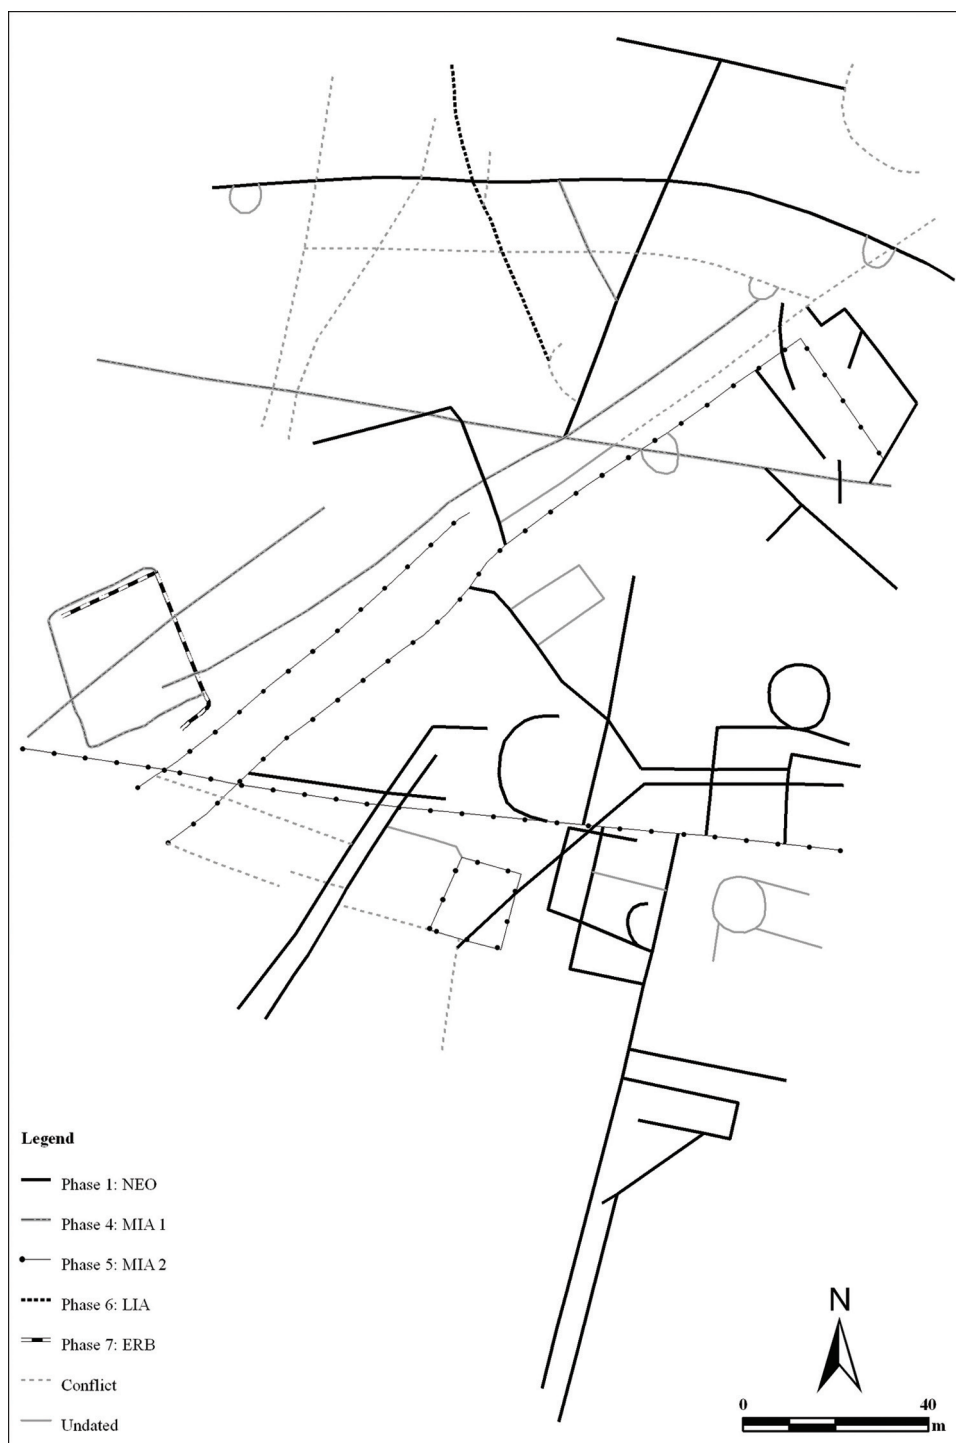 Legend
Phase 1: NEO
Phase 4: MIA 1
Phase 5: MIA 2
Phase 6: LIA
Phase 7: ERB
Conflict
Undated
N
0 40
m